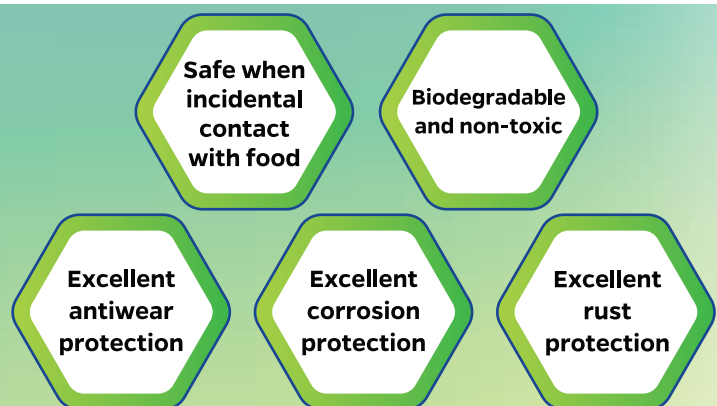 Safe when
incidental
contact
with food
Biodegradable
and non-toxic
Excellent
antiwear
protection
Excellent
corrosion
protection
Excellent
rust
protection